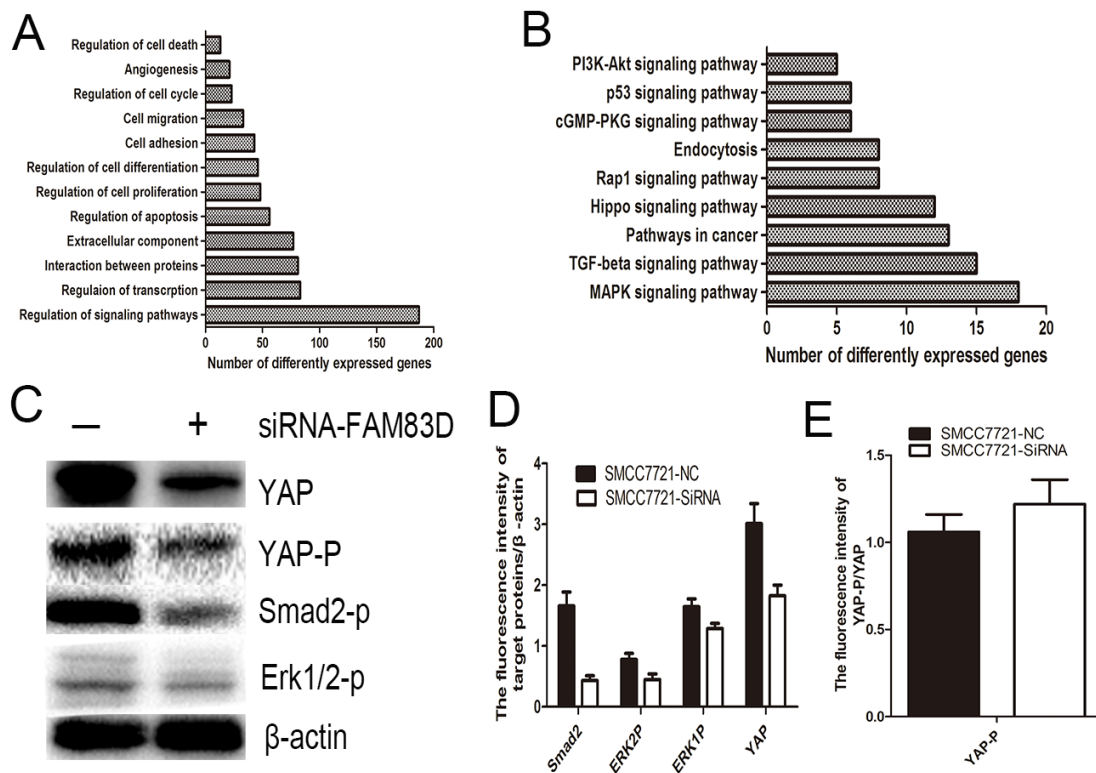 A
Regulation of cell death
Angiogenesis
Regulation of cell cycle
Cell migration
Cell adhesion
Regulation of cell differentiation
Regulation of cell proliferation
Regulation of apoptosis
Extracellular component
Interaction between proteins
Regulaion of transcrption
Regulation of signaling pathways
0 50 100 150 200
Number of differently expressed genes
B
PI3K-Akt signaling pathway
p53 signaling pathway
cGMP-PKG signaling pathway
Endocytosis
Rap1 signaling pathway
Hippo signaling pathway
Pathways in cancer
TGF-beta signaling pathway
MAPK signaling pathway
0 5 10 15 20
Number of differently expressed genes
C
— + siRNA-FAM83D
YAP
YAP-P
Smad2-p
Erk1/2-p
β-actin
D
The fluorescence intensity of
target proteins/β -actin
4
3
2
1
0
SMCC7721-NC
SMCC7721-SiRNA
Smad2 ERK2P ERK1P YAP
E
SMCC7721-NC
SMCC7721-SiRNA
The fluorescence intensity of
YAP-P/YAP
1.5
1.0
0.5
0.0
YAP-P